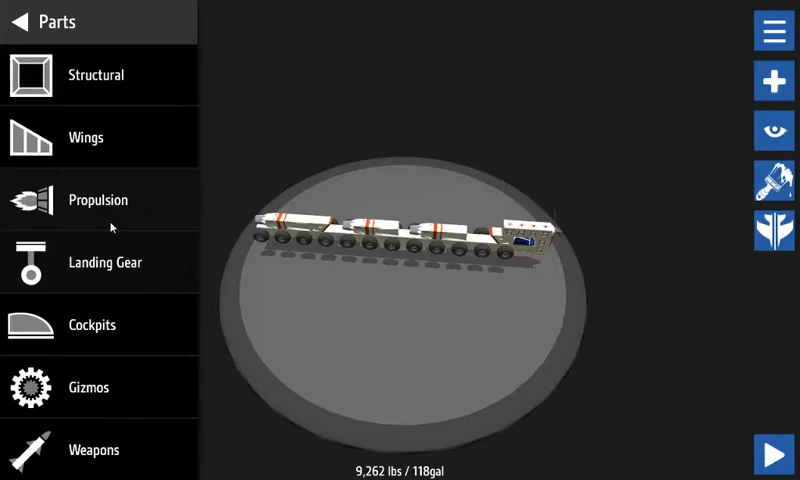 Parts
Structural
Wings
Propulsion
Landing Gear
Cockpits
Gizmos
Weapons
9,262 lbs / 118gal